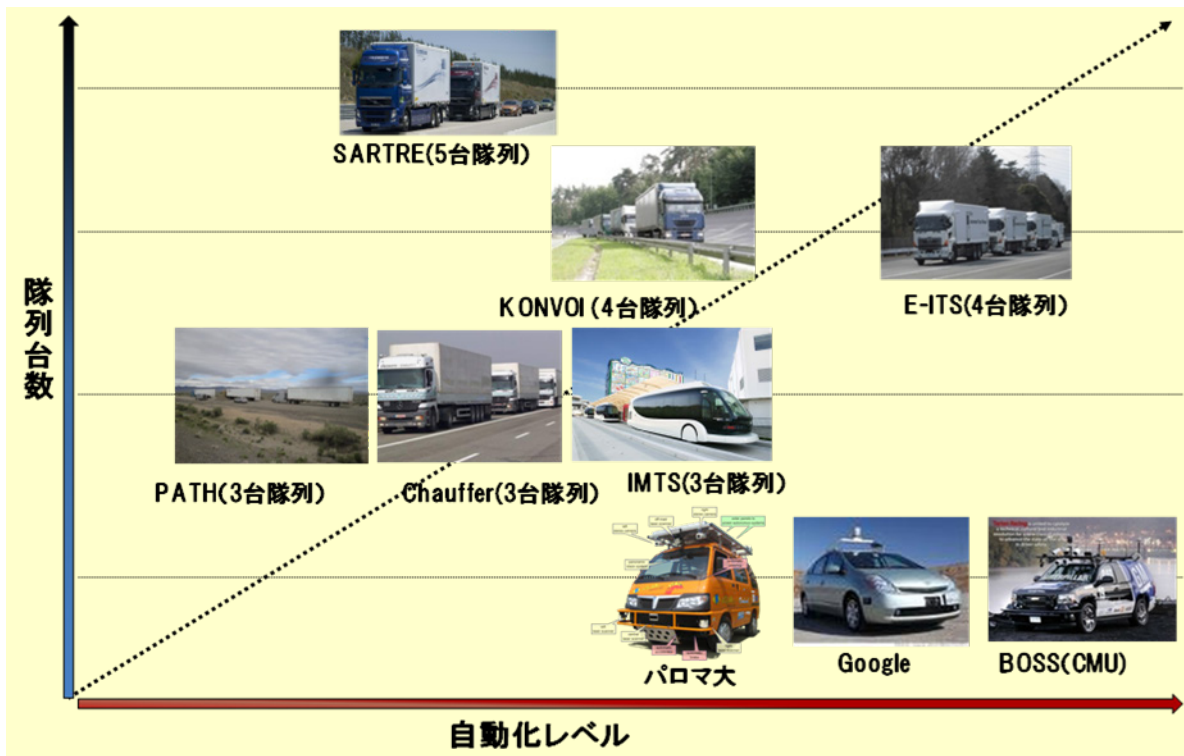 SARTRE(5台隊列)
KONVOI(4台隊列)
E-ITS(4台隊列)
隊列台数
PATH(3台隊列)
Chauffer(3台隊列)
IMTS(3台隊列)
パロマ大
Google
BOSS(CMU)
自動化レベル